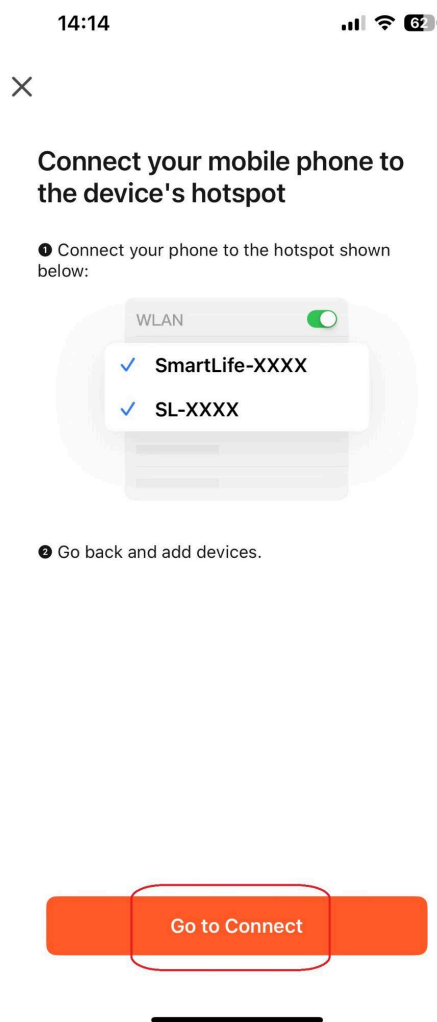 14:14
62
Connect your mobile phone to
the device's hotspot
❶ Connect your phone to the hotspot shown
below:
WLAN
SmartLife-XXXX
SL-XXXX
❷ Go back and add devices.
Go to Connect